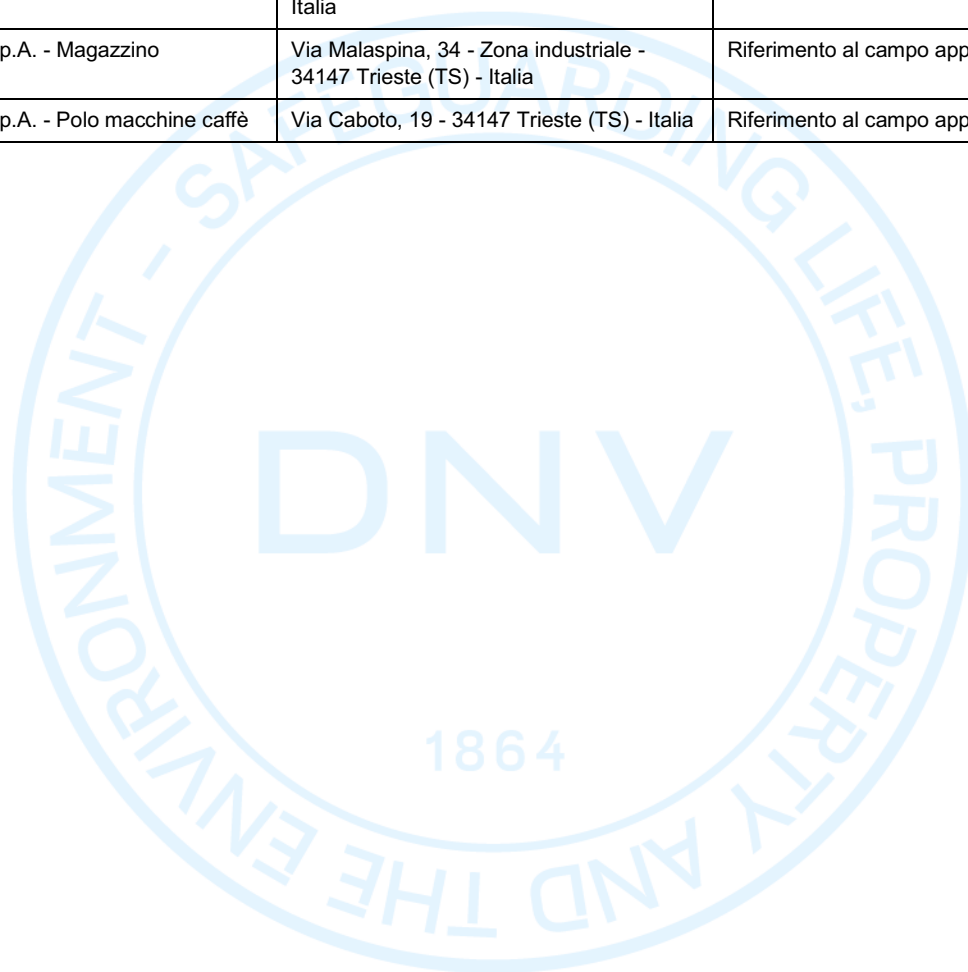 Italia
p.A. - Magazzino
Via Malaspina, 34 - Zona industriale -
34147 Trieste (TS) - Italia
Riferimento al campo app
p.A. - Polo macchine caffè
Via Caboto, 19 - 34147 Trieste (TS) - Italia
Riferimento al campo app
SAFEGUARDING LIFE, PROPERTY AND THE ENVIRONMENT -
DNV
1864